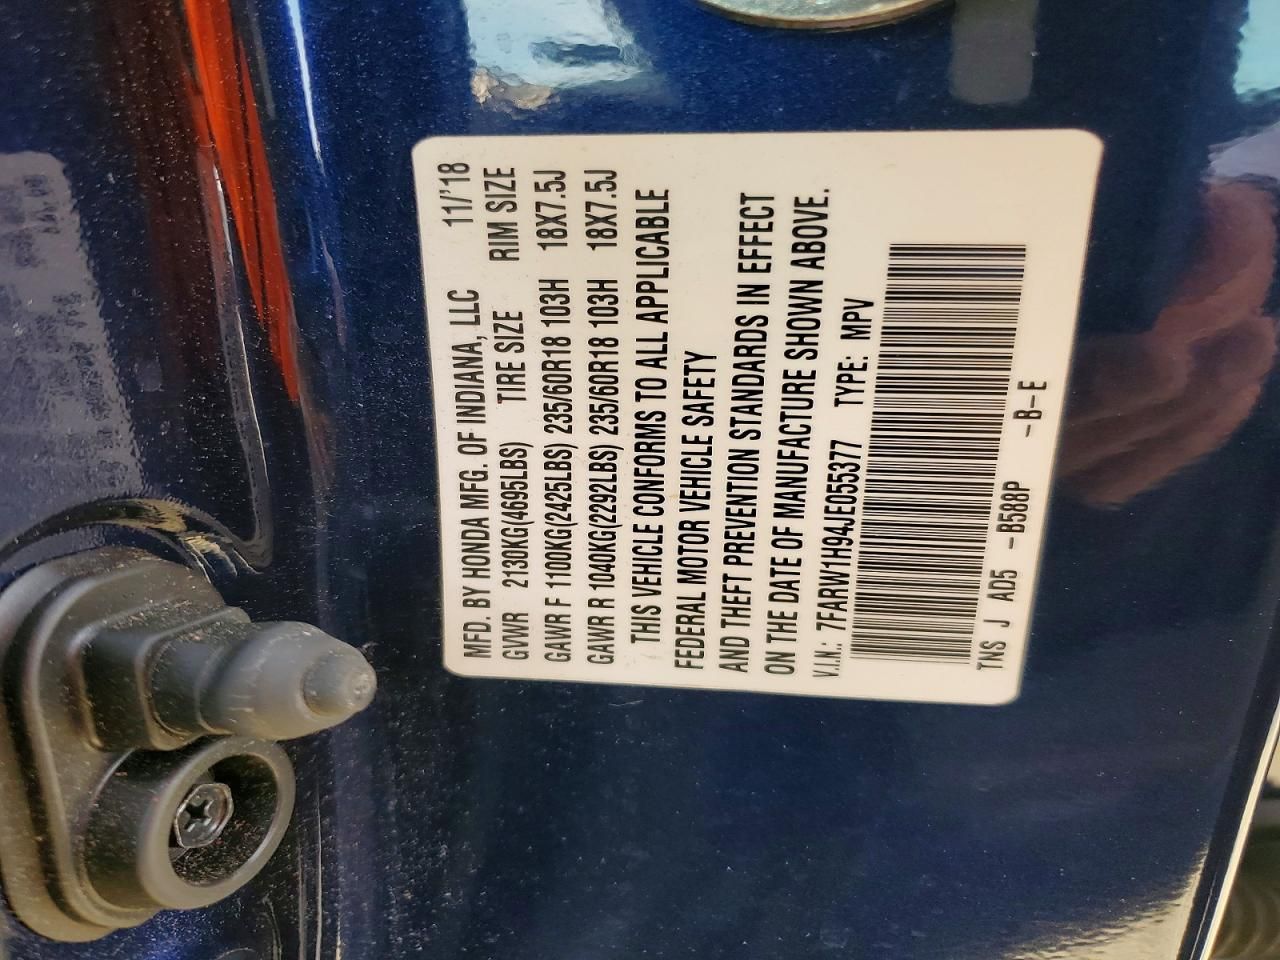 MFD. BY HONDA MFG. OF INDIANA, LLC 11/'18
GVWR 2130KG(4695LBS) TIRE SIZE RIM SIZE
GAWR F 1100KG(2425LBS) 235/60R18 103H 18X7.5J
GAWR R 1040KG(2292LBS) 235/60R18 103H 18X7.5J
THIS VEHICLE CONFORMS TO ALL APPLICABLE
FEDERAL MOTOR VEHICLE SAFETY
AND THEFT PREVENTION STANDARDS IN EFFECT
ON THE DATE OF MANUFACTURE SHOWN ABOVE.
V.I.N.: 7FARW1H94JE055377 TYPE: MPV
TNS J AD5 -B588P -B-E